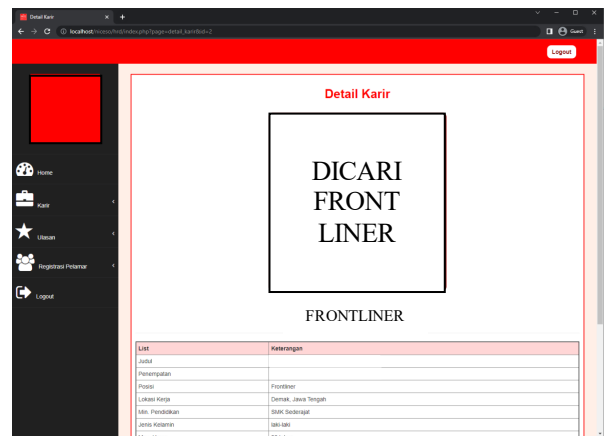 Detail Karir
localhost/mcesu/hrd/index.php?page=detail_karir&id=2
Guest
Logout
Detail Karir
DICARI
FRONT
LINER
Home
Karir
Ulasan
Registrasi Pelamar
Logout
FRONTLINER
List Keterangan
Judul
Penempatan
Posisi Frontliner
Lokasi Kerja Demak, Jawa Tengah
Min. Pendidikan SMK Sederajat
Jenis Kelamin laki-laki